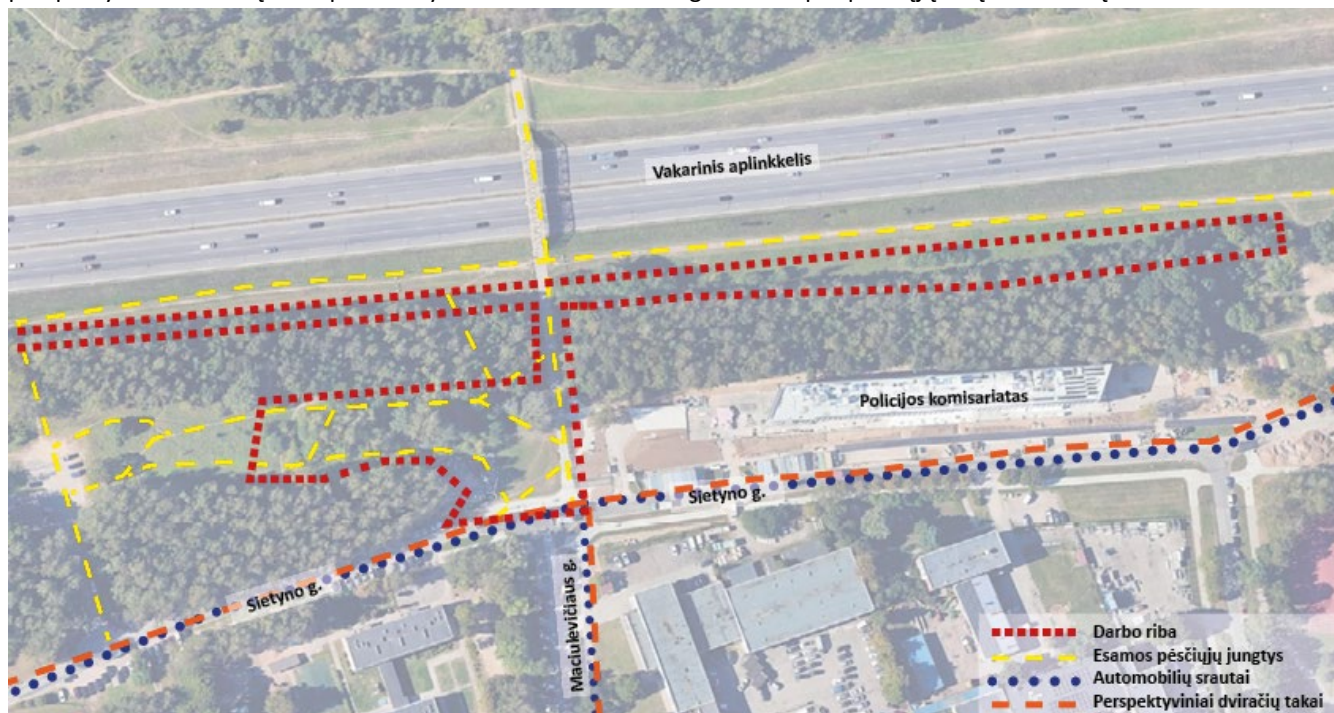 Vakarinis aplinkkelis
Policijos komisariatas
Sietyno g.
Sietyno g.
Maciulevičiaus g.
Darbo riba
Esamos pėsčiųjų jungtys
Automobilių srautai
Perspektyviniai dviračių takai